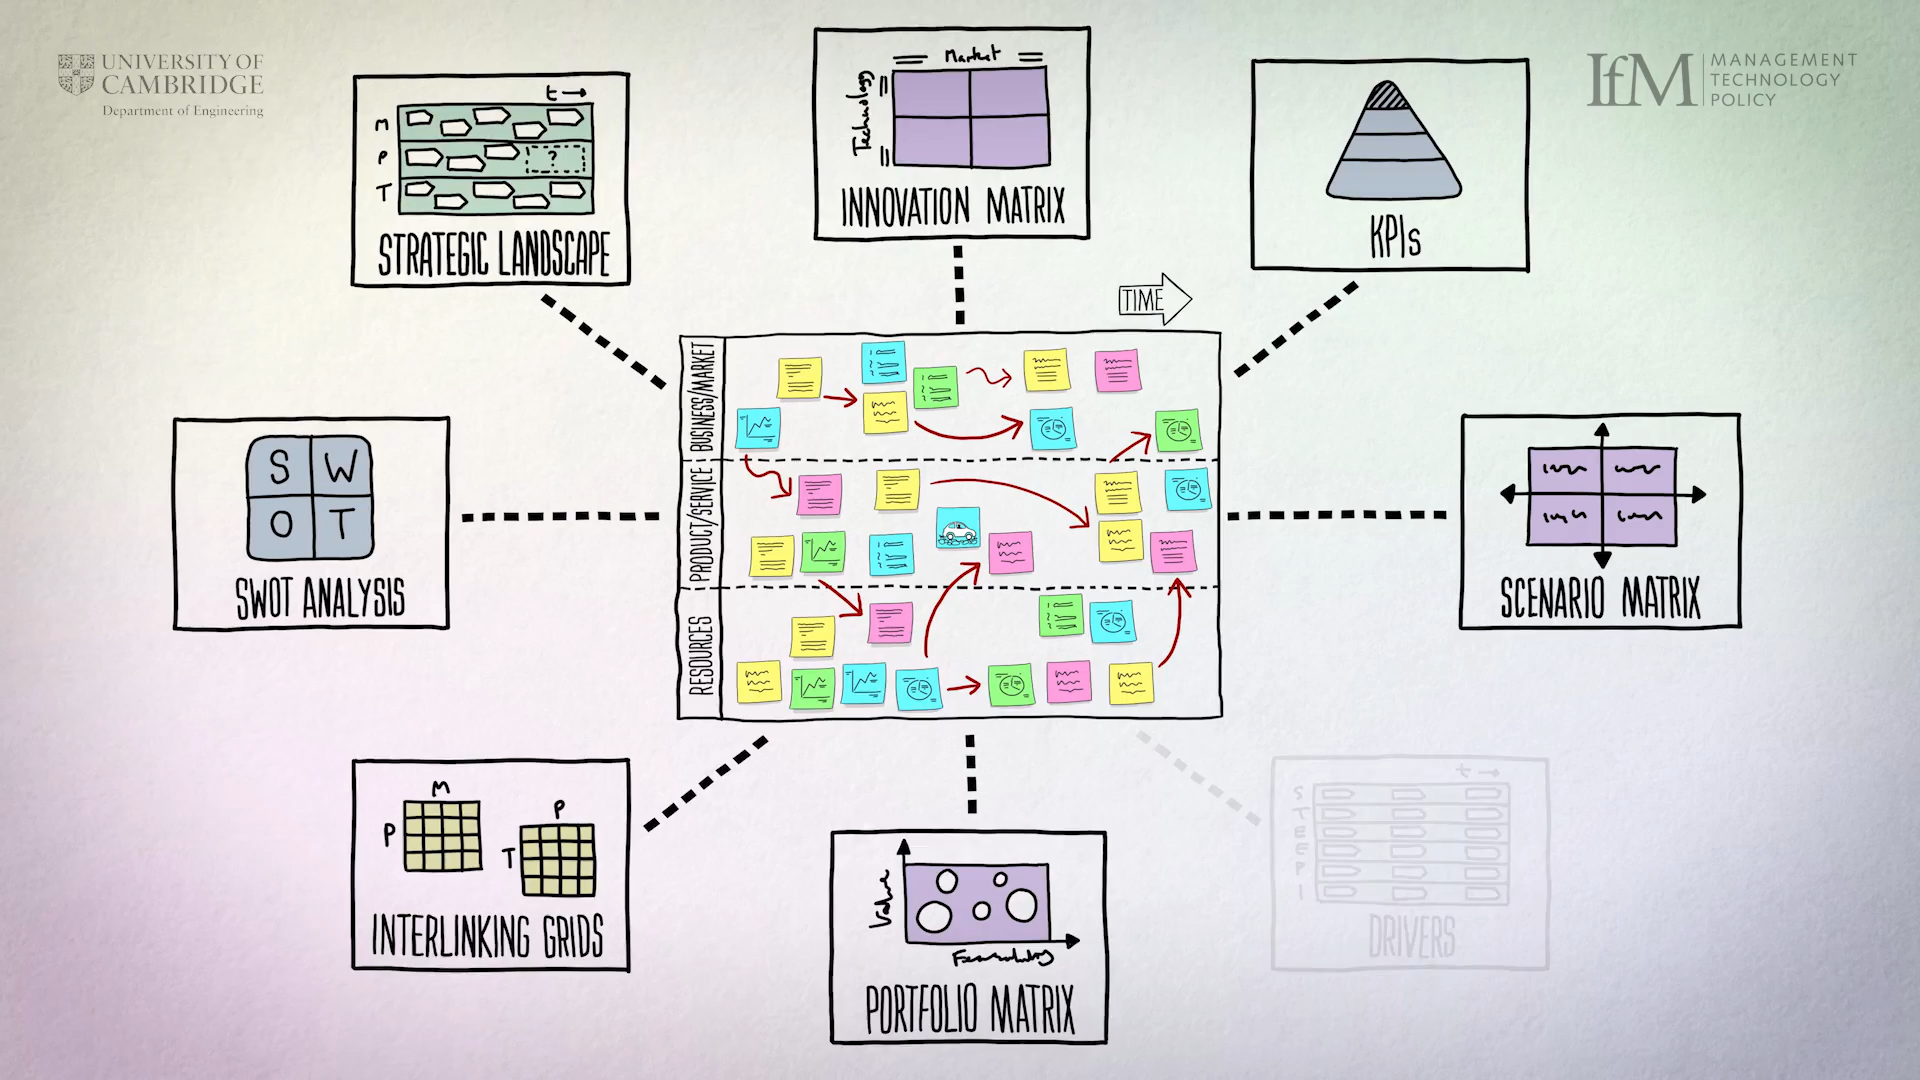 UNIVERSITY OF
CAMBRIDGE
Department of Engineering
IfM
MANAGEMENT
TECHNOLOGY
POLICY
t
M
P
?
T
STRATEGIC LANDSCAPE
Market
Technology
INNOVATION MATRIX
KPIs
TIME
BUSINESS/MARKET
PRODUCT/SERVICE
RESOURCES
S W
O T
SWOT ANALYSIS
SCENARIO MATRIX
M
P
P
T
INTERLINKING GRIDS
Value
Feasibility
PORTFOLIO MATRIX
t
S
T
E
E
P
I
DRIVERS